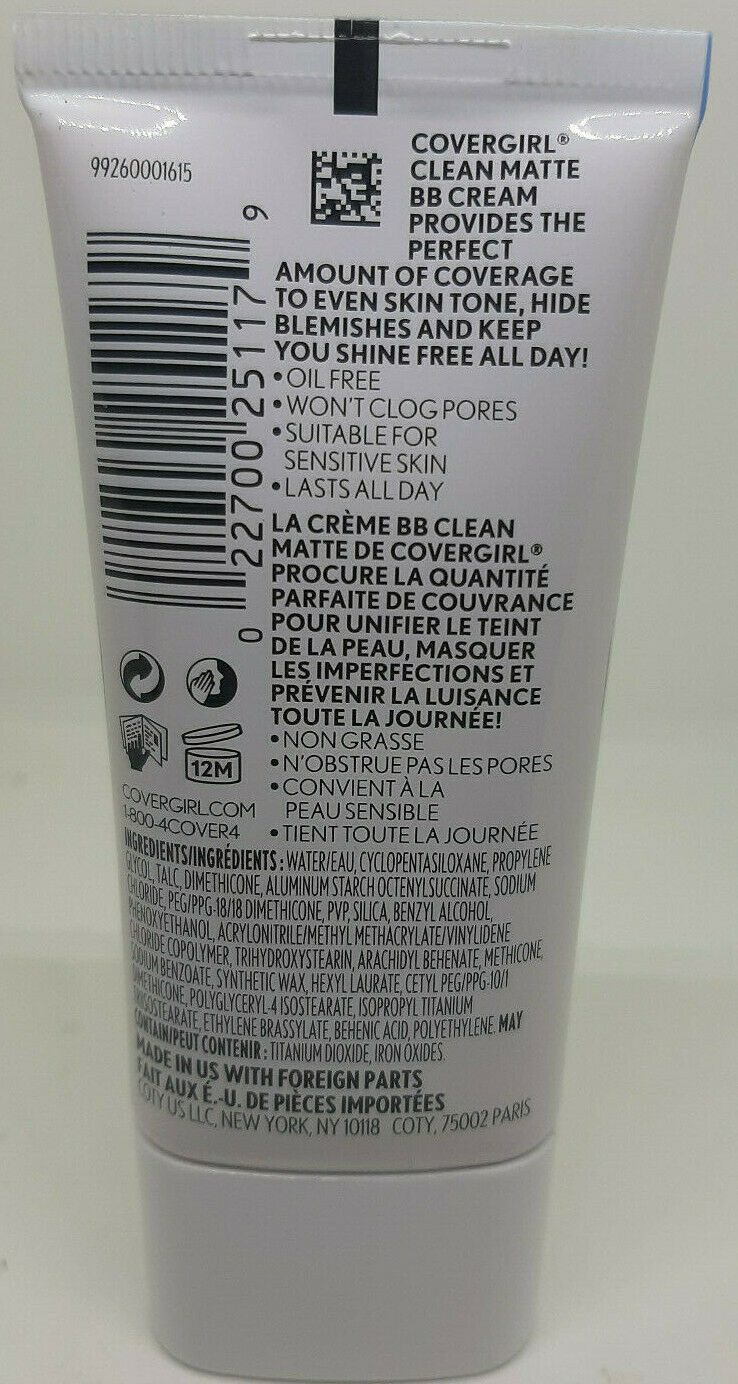 99260001615
9
22700 25117
0
COVERGIRL®
CLEAN MATTE
BB CREAM
PROVIDES THE
PERFECT
AMOUNT OF COVERAGE
TO EVEN SKIN TONE, HIDE
BLEMISHES AND KEEP
YOU SHINE FREE ALL DAY!
• OIL FREE
• WON'T CLOG PORES
• SUITABLE FOR
SENSITIVE SKIN
• LASTS ALL DAY
LA CRÈME BB CLEAN
MATTE DE COVERGIRL®
PROCURE LA QUANTITÉ
PARFAITE DE COUVRANCE
POUR UNIFIER LE TEINT
DE LA PEAU, MASQUER
LES IMPERFECTIONS ET
PRÉVENIR LA LUISANCE
TOUTE LA JOURNÉE!
• NON GRASSE
• N'OBSTRUE PAS LES PORES
• CONVIENT À LA
PEAU SENSIBLE
• TIENT TOUTE LA JOURNÉE
12M
COVERGIRL.COM
1-800-4COVER4
INGREDIENTS/INGRÉDIENTS : WATER/EAU, CYCLOPENTASILOXANE, PROPYLENE
GLYCOL, TALC, DIMETHICONE, ALUMINUM STARCH OCTENYLSUCCINATE, SODIUM
CHLORIDE, PEG/PPG-18/18 DIMETHICONE, PVP, SILICA, BENZYL ALCOHOL,
PHENOXYETHANOL, ACRYLONITRILE/METHYL METHACRYLATE/VINYLIDENE
CHLORIDE COPOLYMER, TRIHYDROXYSTEARIN, ARACHIDYL BEHENATE, METHICONE,
SODIUM BENZOATE, SYNTHETIC WAX, HEXYL LAURATE, CETYL PEG/PPG-10/1
DIMETHICONE, POLYGLYCERYL-4 ISOSTEARATE, ISOPROPYL TITANIUM
TRIISOSTEARATE, ETHYLENE BRASSYLATE, BEHENIC ACID, POLYETHYLENE. MAY
CONTAIN/PEUT CONTENIR : TITANIUM DIOXIDE, IRON OXIDES.
MADE IN US WITH FOREIGN PARTS
FAIT AUX É.-U. DE PIÈCES IMPORTÉES
COTY US LLC, NEW YORK, NY 10118 COTY, 75002 PARIS